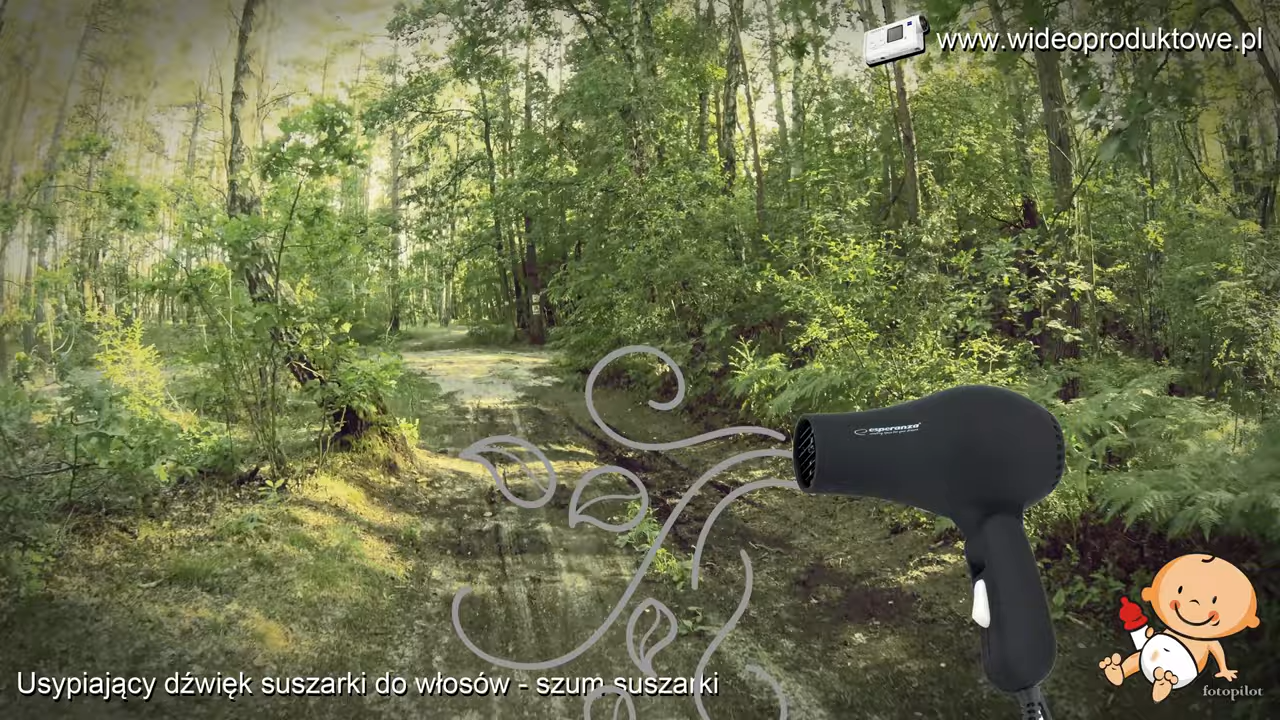 www.wideoproduktowe.pl
esperanza
Usypiający dźwięk suszarki do włosów - szum suszarki
fotopilot